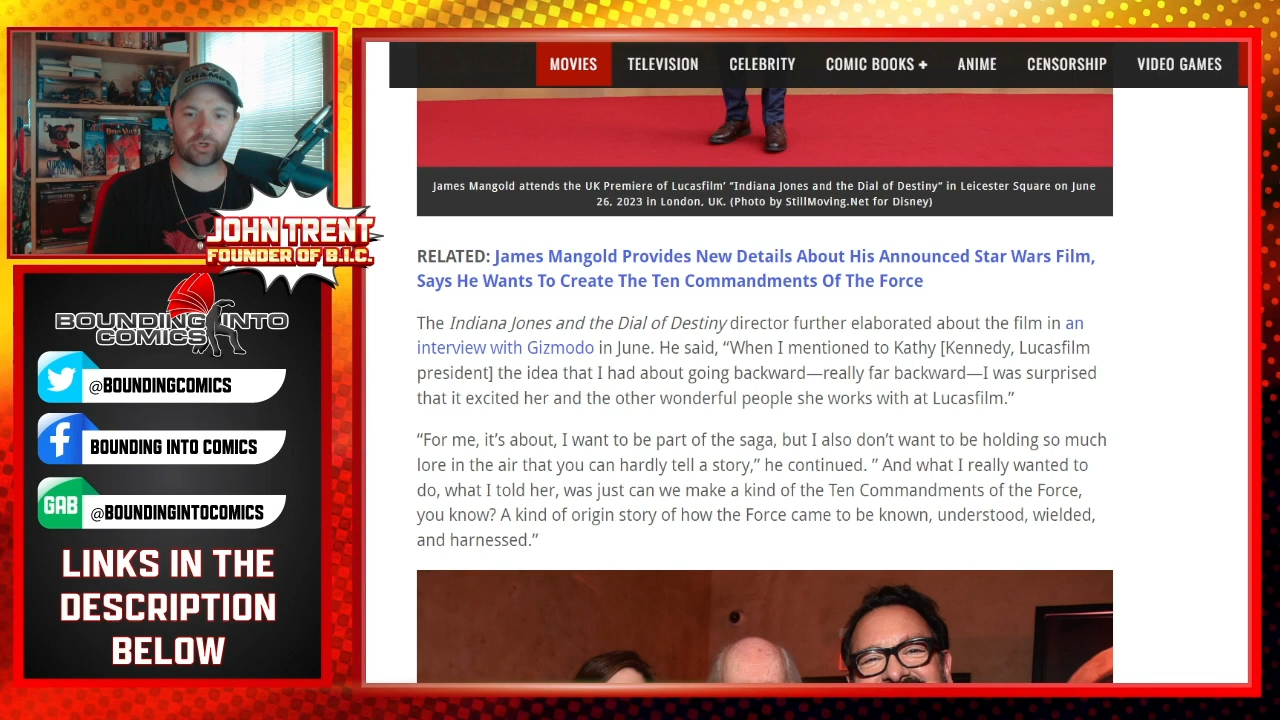 CHAMPS
JOHN TRENT
FOUNDER OF B.I.C.
BOUNDING INTO
COMICS
@BOUNDINGCOMICS
BOUNDING INTO COMICS
GAB
@BOUNDINGINTOCOMICS
LINKS IN THE
DESCRIPTION
BELOW
MOVIES
TELEVISION
CELEBRITY
COMIC BOOKS +
ANIME
CENSORSHIP
VIDEO GAMES
James Mangold attends the UK Premiere of Lucasfilm’ “Indiana Jones and the Dial of Destiny” in Leicester Square on June
26, 2023 in London, UK. (Photo by StillMoving.Net for Disney)
RELATED: James Mangold Provides New Details About His Announced Star Wars Film,
Says He Wants To Create The Ten Commandments Of The Force
The Indiana Jones and the Dial of Destiny director further elaborated about the film in an
interview with Gizmodo in June. He said, “When I mentioned to Kathy [Kennedy, Lucasfilm
president] the idea that I had about going backward—really far backward—I was surprised
that it excited her and the other wonderful people she works with at Lucasfilm.”
“For me, it’s about, I want to be part of the saga, but I also don’t want to be holding so much
lore in the air that you can hardly tell a story,” he continued. ” And what I really wanted to
do, what I told her, was just can we make a kind of the Ten Commandments of the Force,
you know? A kind of origin story of how the Force came to be known, understood, wielded,
and harnessed.”